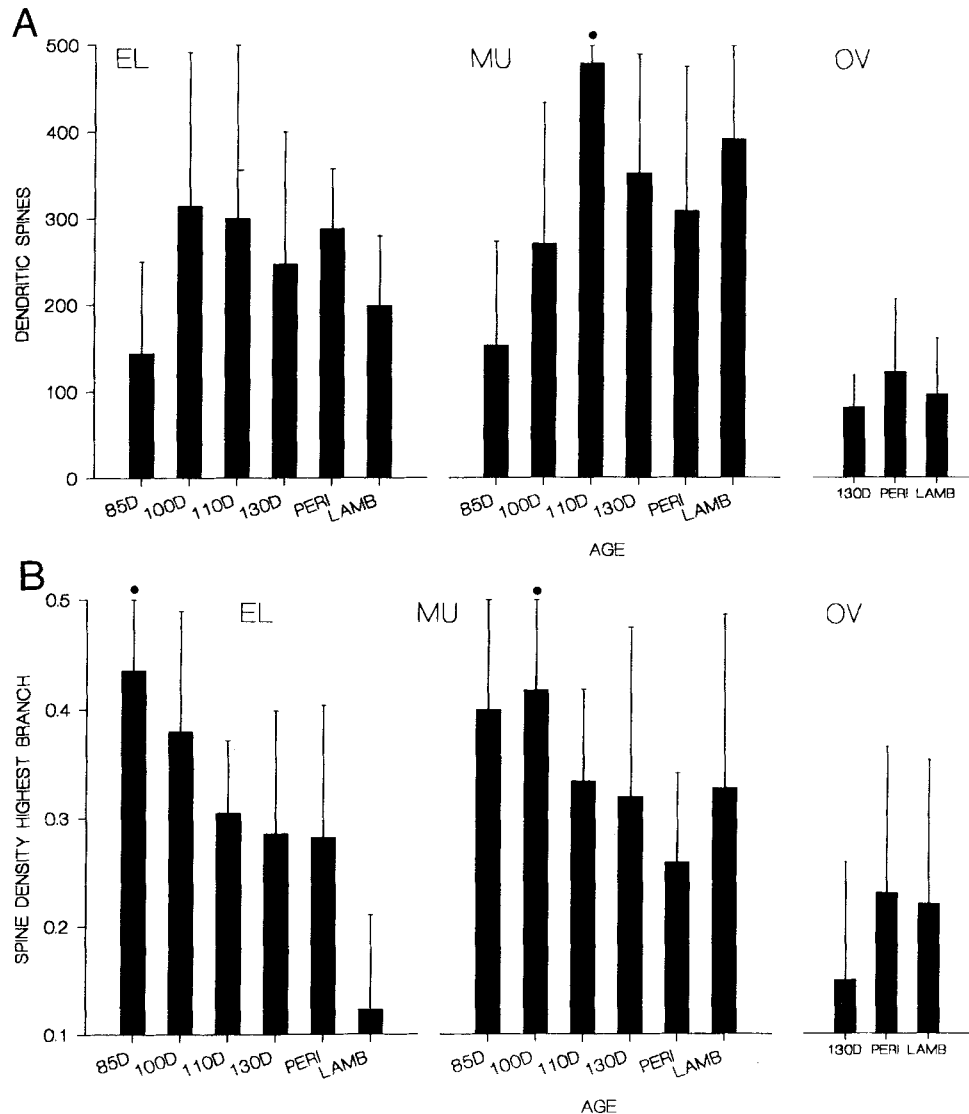 A
EL MU OV
DENDRITIC SPINES
500
400
300
200
100
0
85D 100D 110D 130D PERI LAMB
85D 100D 110D 130D PERI LAMB
130D PERI LAMB
AGE
B
EL MU OV
SPINE DENSITY HIGHEST BRANCH
0.5
0.4
0.3
0.2
0.1
85D 100D 110D 130D PERI LAMB
85D 100D 110D 130D PERI LAMB
130D PERI LAMB
AGE